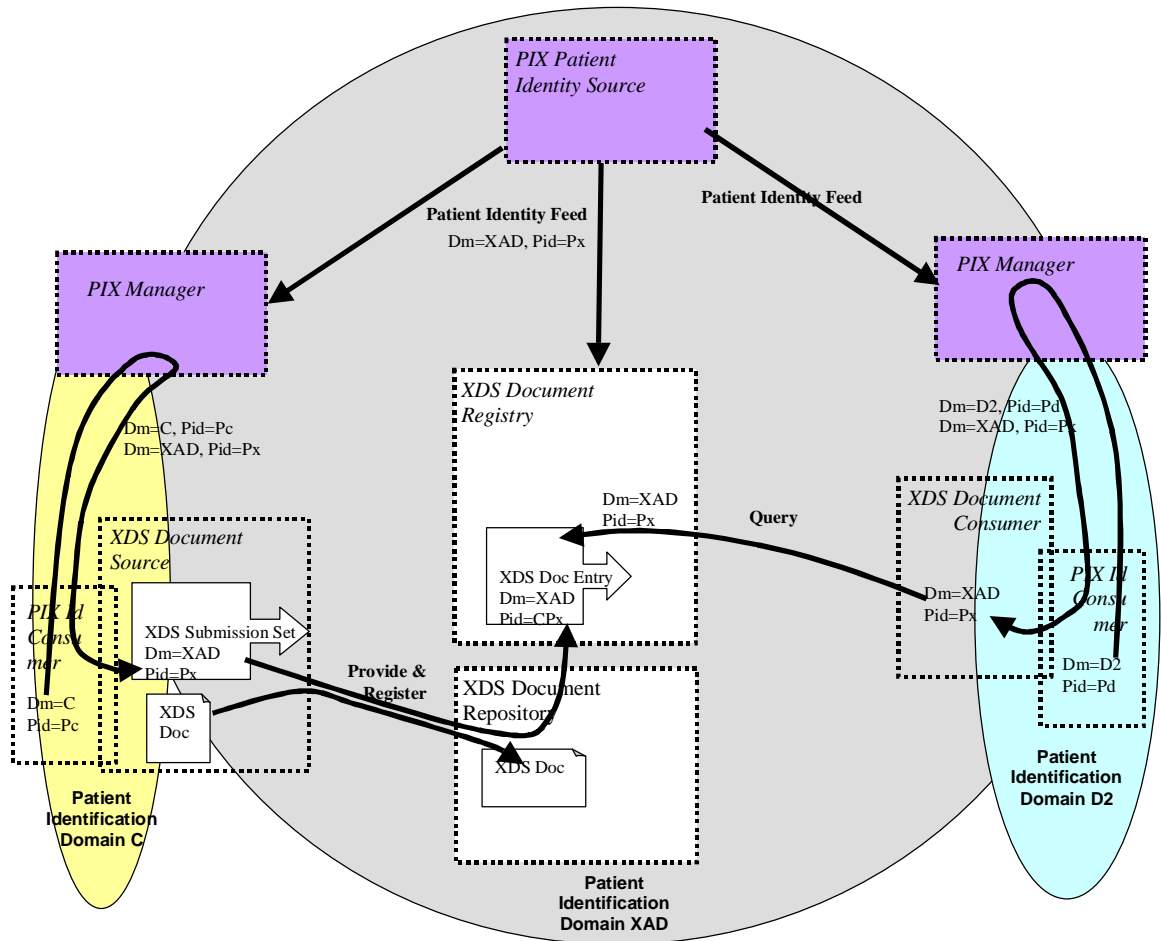 PIX Patient
Identity Source
Patient Identity Feed
Dm=XAD, Pid=Px
Patient Identity Feed
PIX Manager
PIX Manager
Dm=C, Pid=Pc
Dm=XAD, Pid=Px
XDS Document
Registry
Dm=D2, Pid=Pd
Dm=XAD, Pid=Px
Dm=XAD
Pid=Px
Query
XDS Document
Consumer
XDS Document
Source
XDS Doc Entry
Dm=XAD
Pid=CPx
Dm=XAD
Pid=Px
PIX Id
Consu
mer
Dm=D2
Pid=Pd
PIX Id
Consu
mer
Dm=C
Pid=Pc
XDS Submission Set
Dm=XAD
Pid=Px
XDS
Doc
Provide &
Register
XDS Document
Repository
XDS Doc
Patient
Identification
Domain C
Patient
Identification
Domain D2
Patient
Identification
Domain XAD